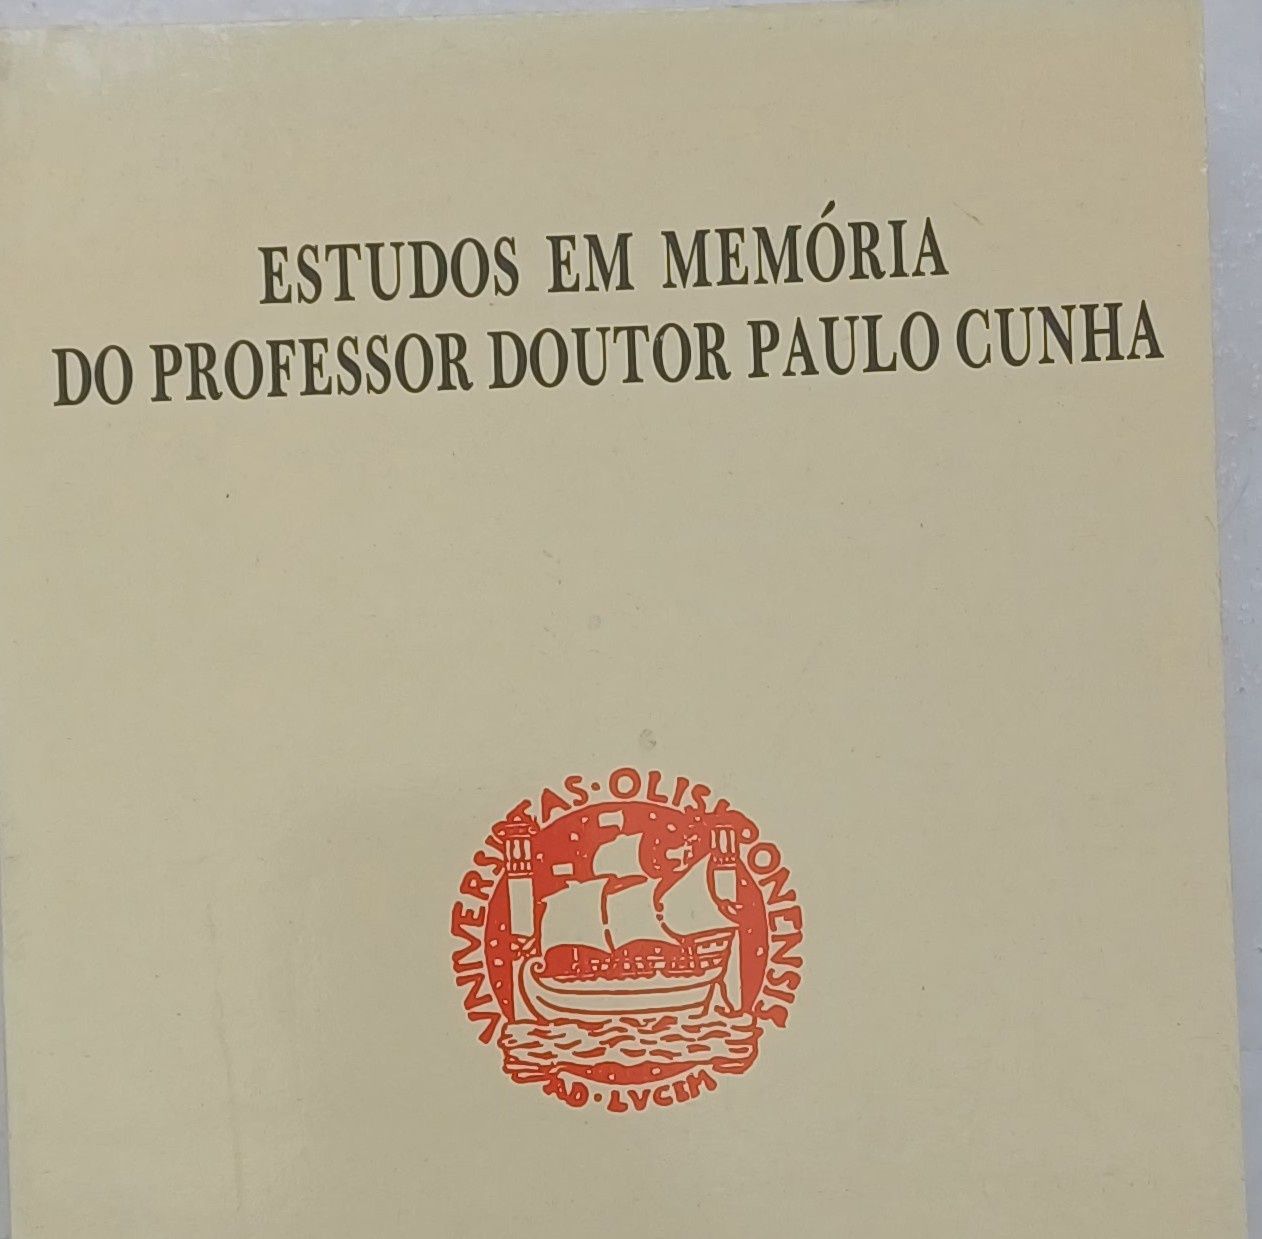 ESTUDOS EM MEMÓRIA
DO PROFESSOR DOUTOR PAULO CUNHA
VNIVERSITAS · OLISIPONENSIS
AD · LVCEM